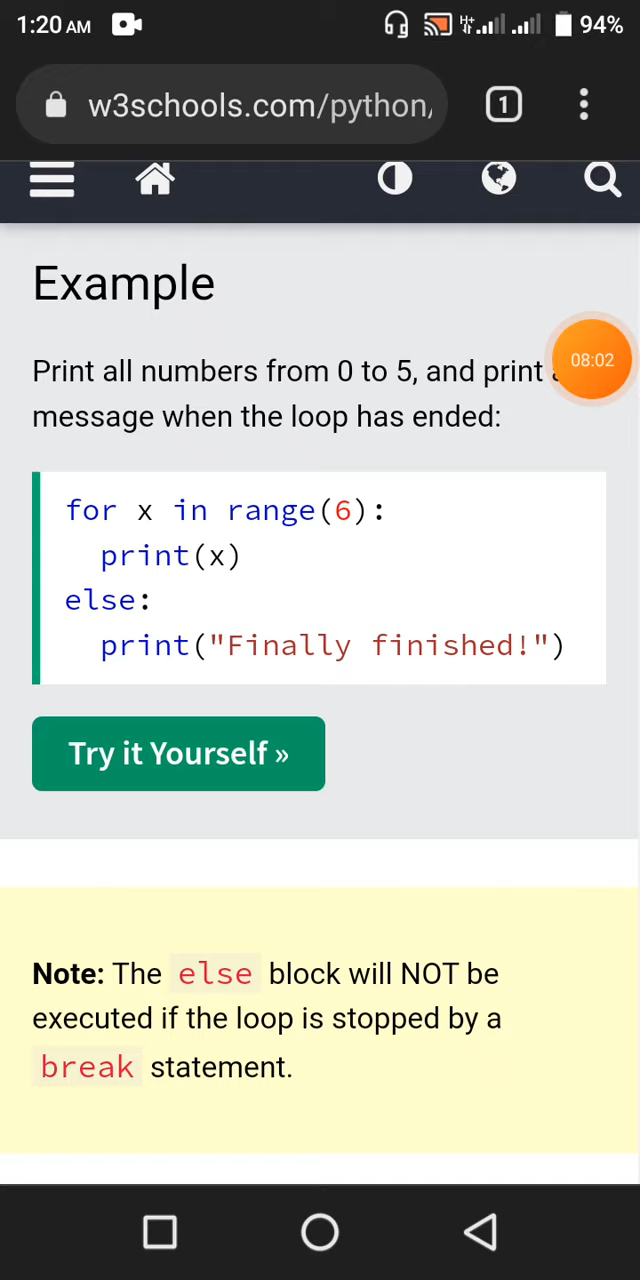 1:20 AM 94%
w3schools.com/python, 1
Example
08:02
Print all numbers from 0 to 5, and print
message when the loop has ended:
for x in range(6):
  print(x)
else:
  print("Finally finished!")
Try it Yourself »
Note: The else block will NOT be
executed if the loop is stopped by a
break statement.